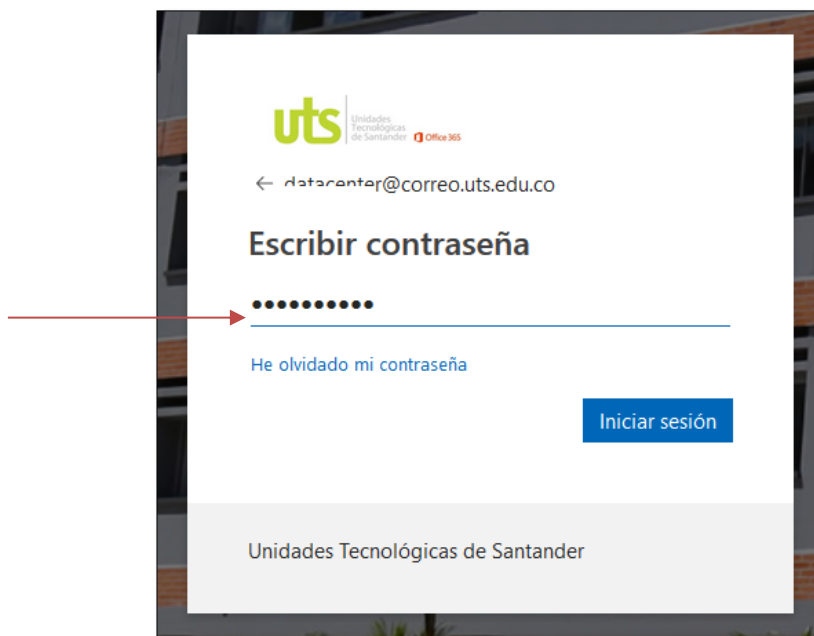 uts
Unidades
Tecnológicas
de Santander
Office 365
← datacenter@correo.uts.edu.co
Escribir contraseña
••••••••••
He olvidado mi contraseña
Iniciar sesión
Unidades Tecnológicas de Santander